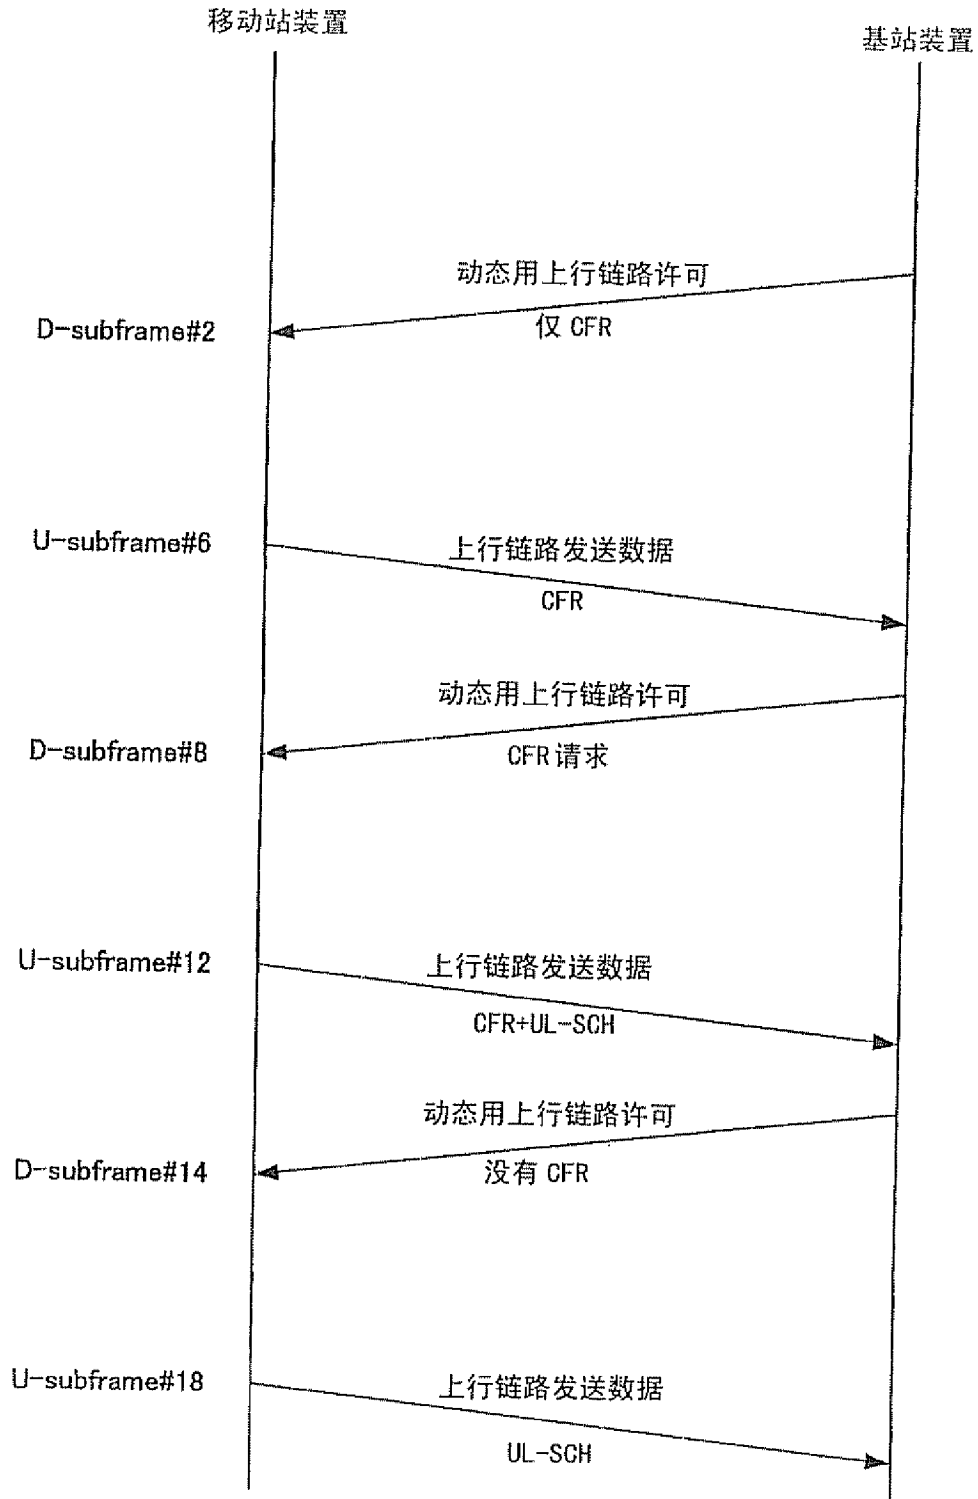 移动站装置
基站装置
动态用上行链路许可
D-subframe#2
仅 CFR
U-subframe#6
上行链路发送数据
CFR
动态用上行链路许可
D-subframe#8
CFR 请求
U-subframe#12
上行链路发送数据
CFR+UL-SCH
动态用上行链路许可
D-subframe#14
没有 CFR
U-subframe#18
上行链路发送数据
UL-SCH